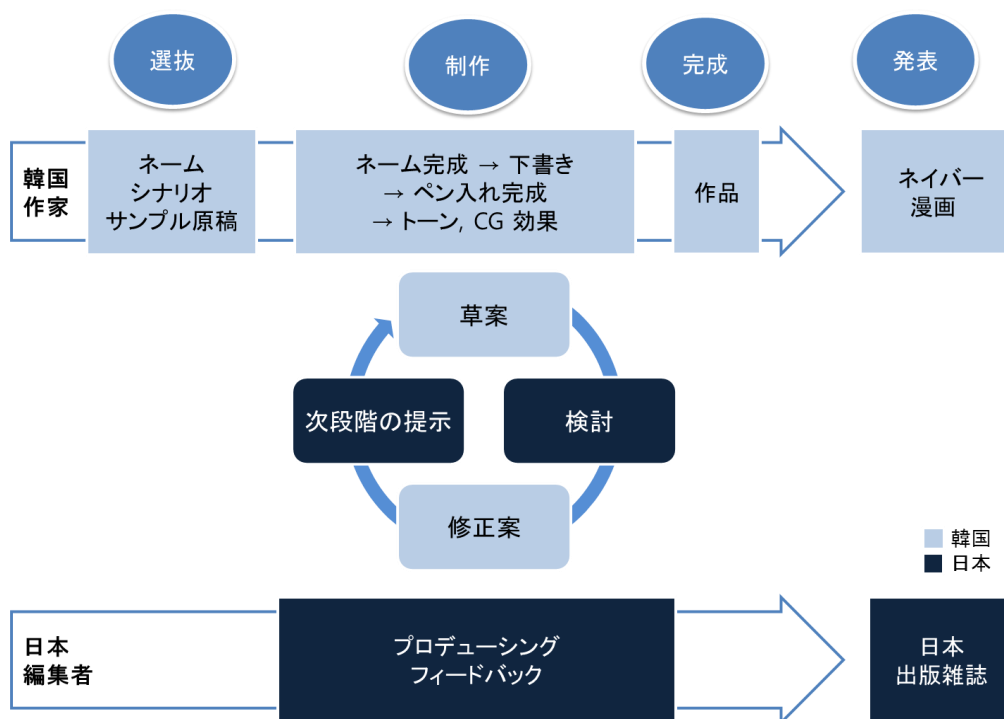 選抜
制作
完成
発表
韓国
作家
ネーム
シナリオ
サンプル原稿
ネーム完成 → 下書き
→ ペン入れ完成
→ トーン, CG 効果
作品
ネイバー
漫画
草案
次段階の提示
検討
修正案
韓国
日本
日本
編集者
プロデューシング
フィードバック
日本
出版雑誌